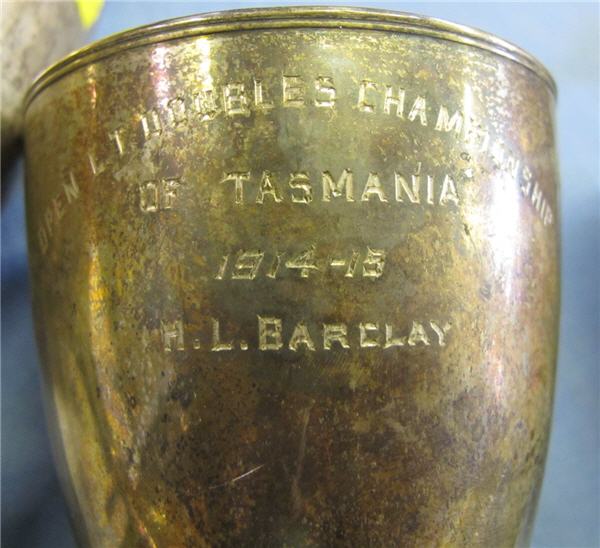 OPEN L.T. DOUBLES CHAMPIONSHIP
OF TASMANIA
1914-15
H.L. BARCLAY